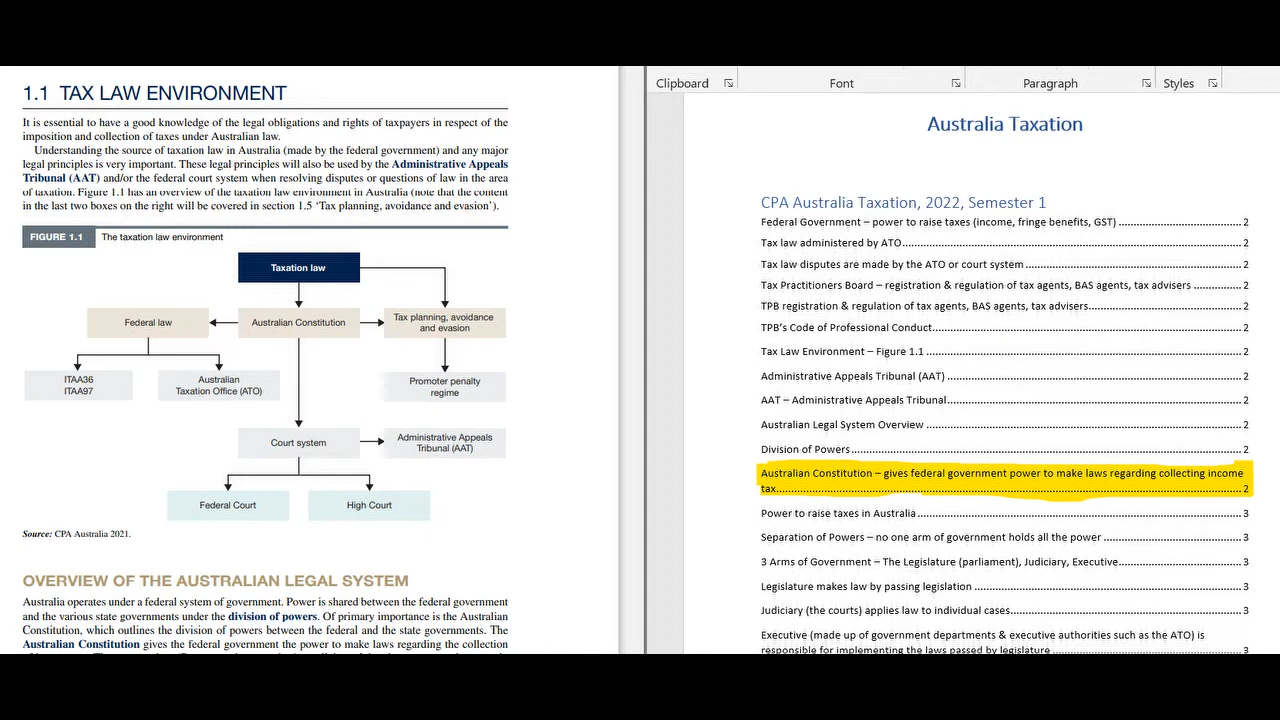 1.1 TAX LAW ENVIRONMENT
It is essential to have a good knowledge of the legal obligations and rights of taxpayers in respect of the
imposition and collection of taxes under Australian law.
Understanding the source of taxation law in Australia (made by the federal government) and any major
legal principles is very important. These legal principles will also be used by the Administrative Appeals
Tribunal (AAT) and/or the federal court system when resolving disputes or questions of law in the area
of taxation. Figure 1.1 has an overview of the taxation law environment in Australia (note that the content
in the last two boxes on the right will be covered in section 1.5 ‘Tax planning, avoidance and evasion’).
FIGURE 1.1 The taxation law environment
Taxation law
Federal law
Australian Constitution
Tax planning, avoidance
and evasion
ITAA36
ITAA97
Australian
Taxation Office (ATO)
Promoter penalty
regime
Court system
Administrative Appeals
Tribunal (AAT)
Federal Court
High Court
Source: CPA Australia 2021.
OVERVIEW OF THE AUSTRALIAN LEGAL SYSTEM
Australia operates under a federal system of government. Power is shared between the federal government
and the various state governments under the division of powers. Of primary importance is the Australian
Constitution, which outlines the division of powers between the federal and the state governments. The
Australian Constitution gives the federal government the power to make laws regarding the collection
Clipboard Font Paragraph Styles
Australia Taxation
CPA Australia Taxation, 2022, Semester 1
Federal Government – power to raise taxes (income, fringe benefits, GST) 2
Tax law administered by ATO 2
Tax law disputes are made by the ATO or court system 2
Tax Practitioners Board – registration & regulation of tax agents, BAS agents, tax advisers 2
TPB registration & regulation of tax agents, BAS agents, tax advisers 2
TPB’s Code of Professional Conduct 2
Tax Law Environment – Figure 1.1 2
Administrative Appeals Tribunal (AAT) 2
AAT – Administrative Appeals Tribunal 2
Australian Legal System Overview 2
Division of Powers 2
Australian Constitution – gives federal government power to make laws regarding collecting income
tax 2
Power to raise taxes in Australia 3
Separation of Powers – no one arm of government holds all the power 3
3 Arms of Government – The Legislature (parliament), Judiciary, Executive 3
Legislature makes law by passing legislation 3
Judiciary (the courts) applies law to individual cases 3
Executive (made up of government departments & executive authorities such as the ATO) is
responsible for implementing the laws passed by legislature 3